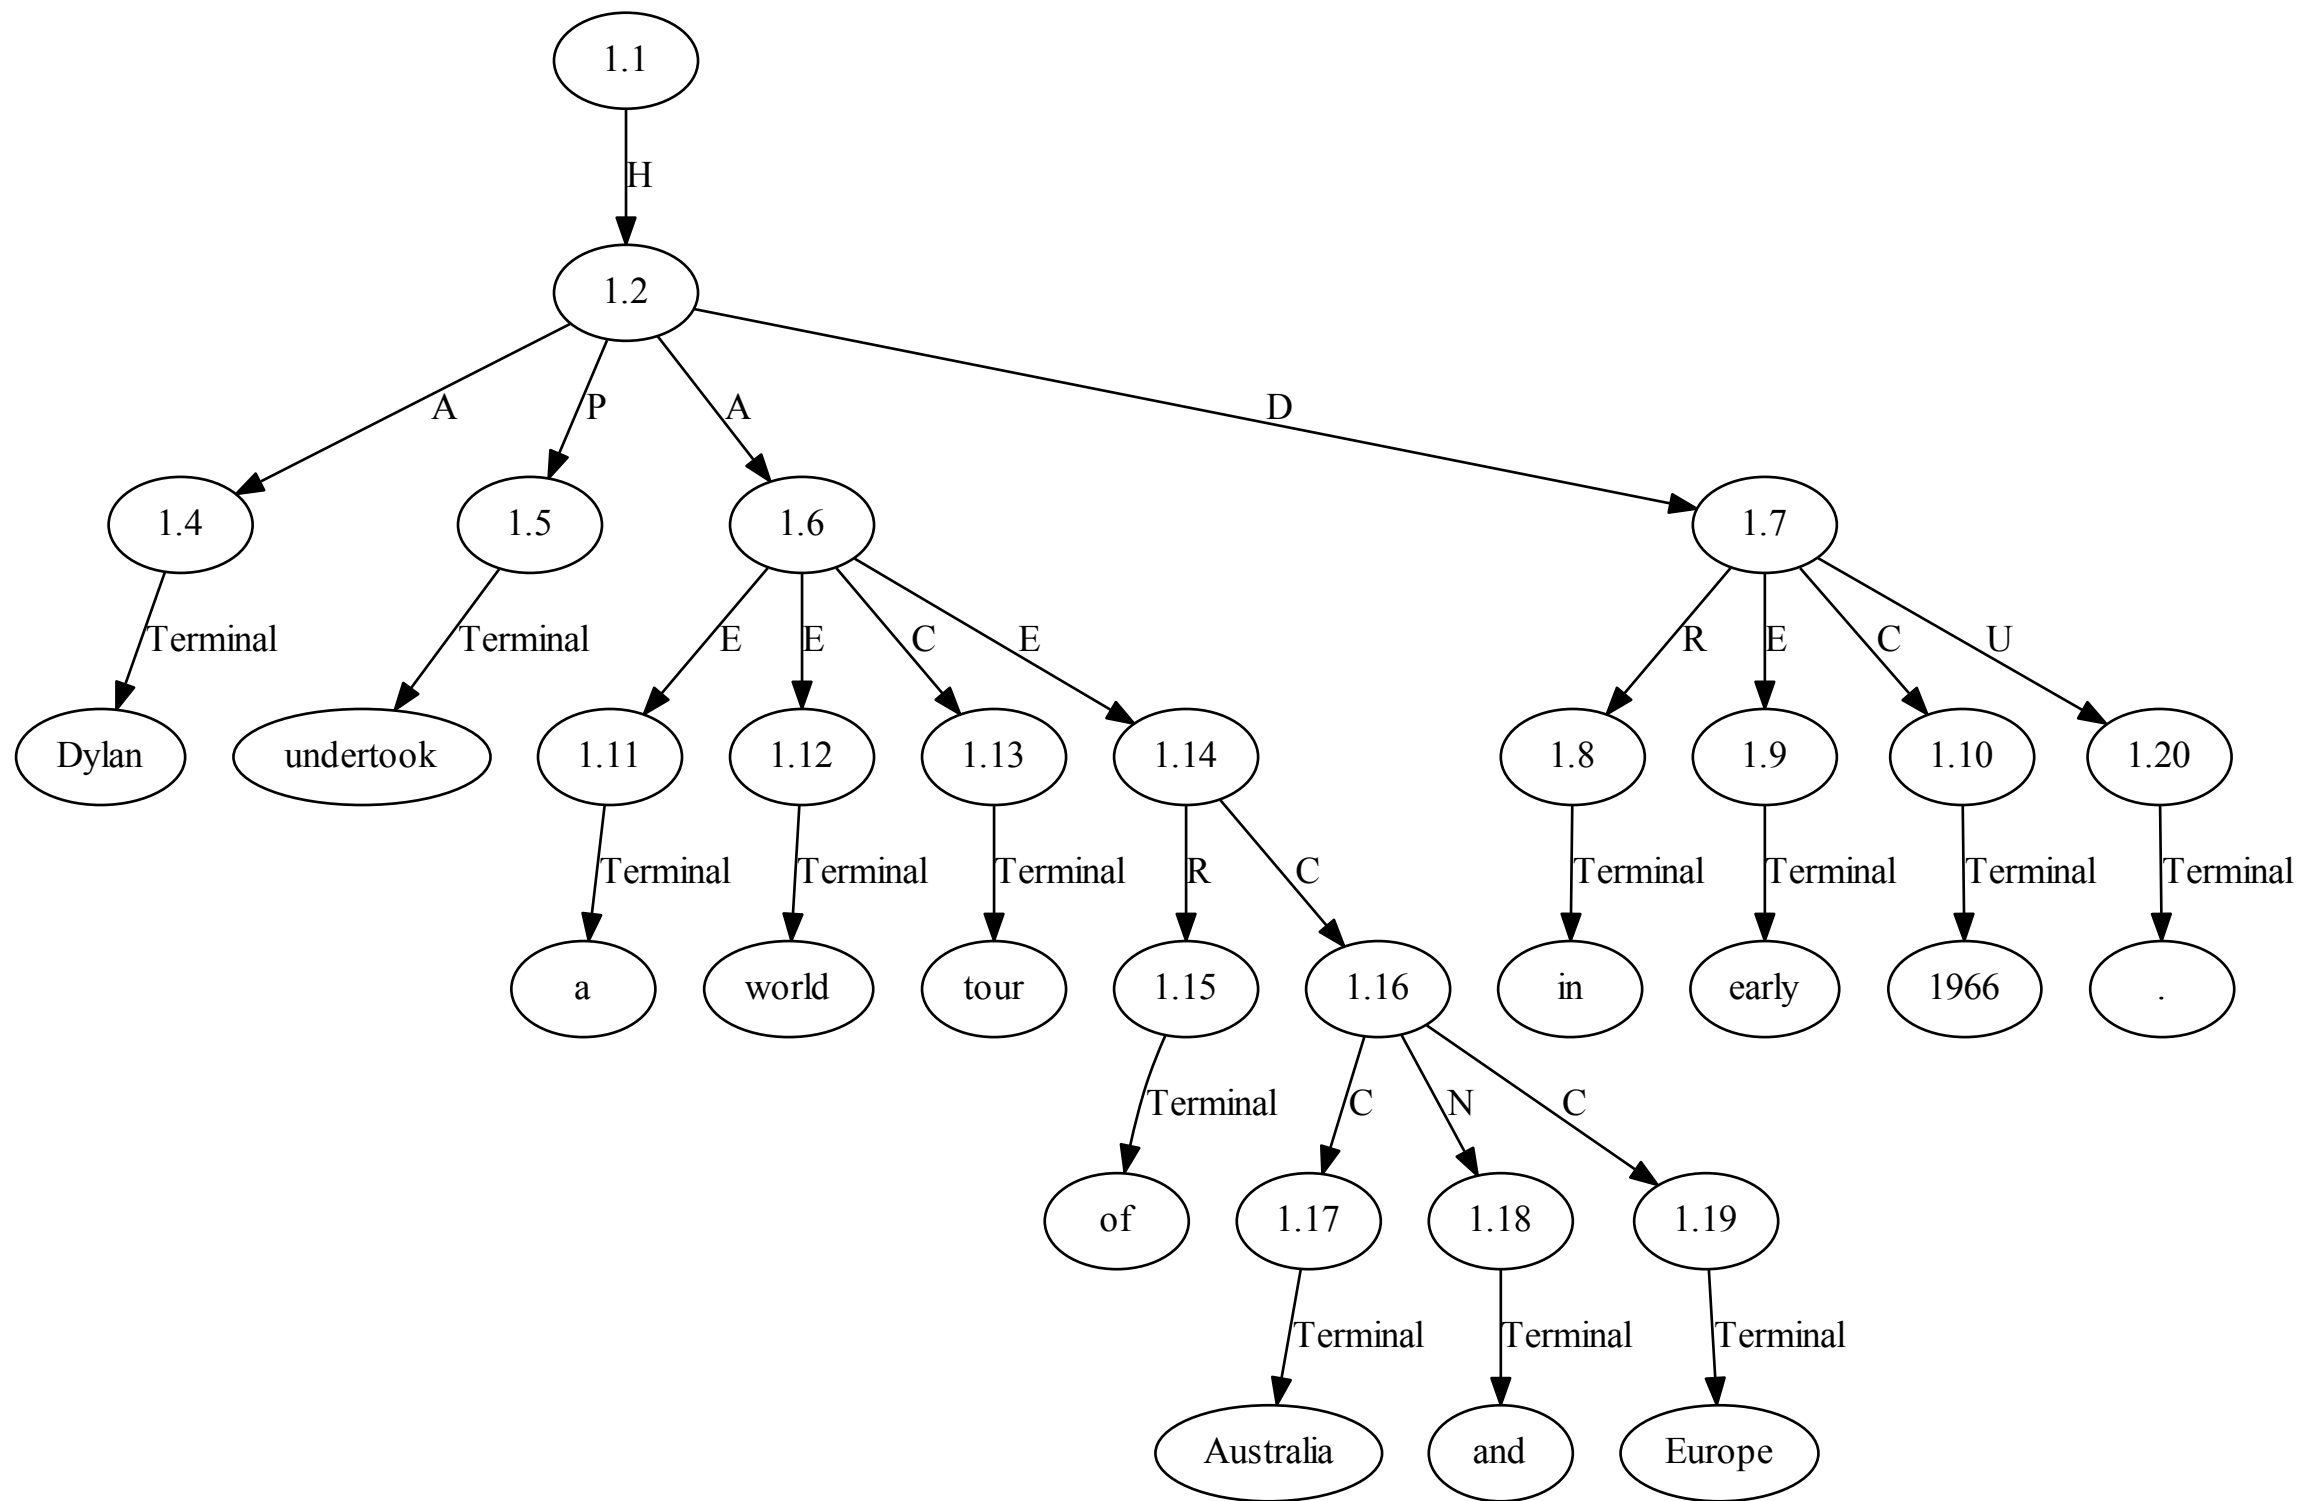 1.1
H
1.2
A P A D
1.4 1.5 1.6 1.7
Terminal Terminal E E C E R E C U
Dylan undertook 1.11 1.12 1.13 1.14 1.8 1.9 1.10 1.20
Terminal Terminal Terminal R C Terminal Terminal Terminal Terminal
a world tour 1.15 1.16 in early 1966 .
Terminal C N C
of 1.17 1.18 1.19
Terminal Terminal Terminal
Australia and Europe